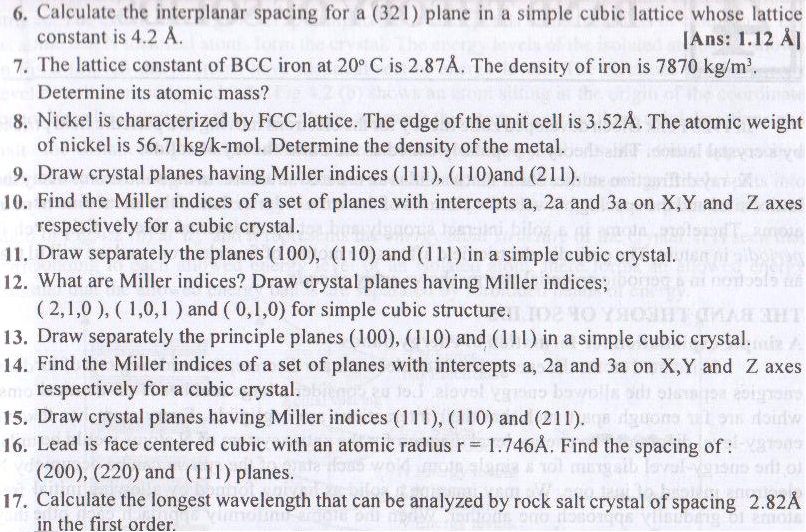 6. Calculate the interplanar spacing for a (321) plane in a simple cubic lattice whose lattice
constant is 4.2 Å. [Ans: 1.12 Å]
7. The lattice constant of BCC iron at 20° C is 2.87Å. The density of iron is 7870 kg/m³.
Determine its atomic mass?
8. Nickel is characterized by FCC lattice. The edge of the unit cell is 3.52Å. The atomic weight
of nickel is 56.71kg/k-mol. Determine the density of the metal.
9. Draw crystal planes having Miller indices (111), (110)and (211).
10. Find the Miller indices of a set of planes with intercepts a, 2a and 3a on X,Y and Z axes
respectively for a cubic crystal.
11. Draw separately the planes (100), (110) and (111) in a simple cubic crystal.
12. What are Miller indices? Draw crystal planes having Miller indices;
( 2,1,0 ), ( 1,0,1 ) and ( 0,1,0) for simple cubic structure.
13. Draw separately the principle planes (100), (110) and (111) in a simple cubic crystal.
14. Find the Miller indices of a set of planes with intercepts a, 2a and 3a on X,Y and Z axes
respectively for a cubic crystal.
15. Draw crystal planes having Miller indices (111), (110) and (211).
16. Lead is face centered cubic with an atomic radius r = 1.746Å. Find the spacing of :
(200), (220) and ( 111) planes.
17. Calculate the longest wavelength that can be analyzed by rock salt crystal of spacing 2.82Å
in the first order.